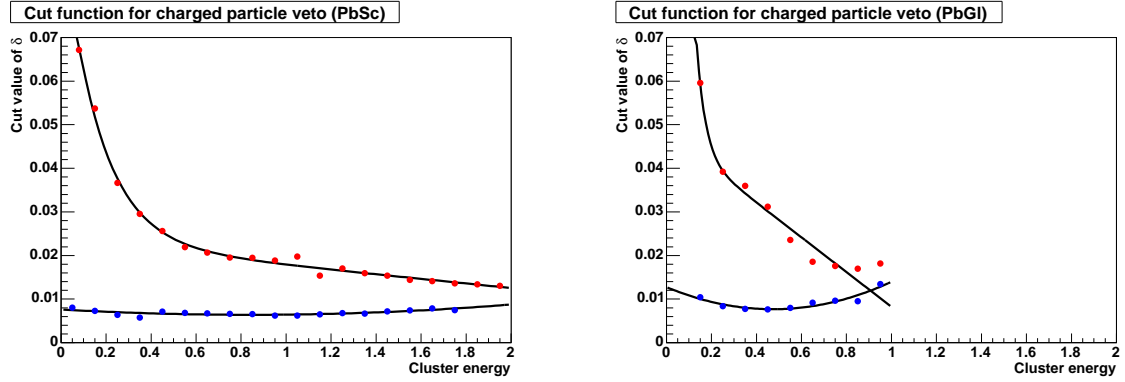 Cut function for charged particle veto (PbSc)
Cut value of δ
0.07
0.06
0.05
0.04
0.03
0.02
0.01
0
0 0.2 0.4 0.6 0.8 1 1.2 1.4 1.6 1.8 2
Cluster energy
Cut function for charged particle veto (PbGl)
Cut value of δ
0.07
0.06
0.05
0.04
0.03
0.02
0.01
0
0 0.2 0.4 0.6 0.8 1 1.2 1.4 1.6 1.8 2
Cluster energy